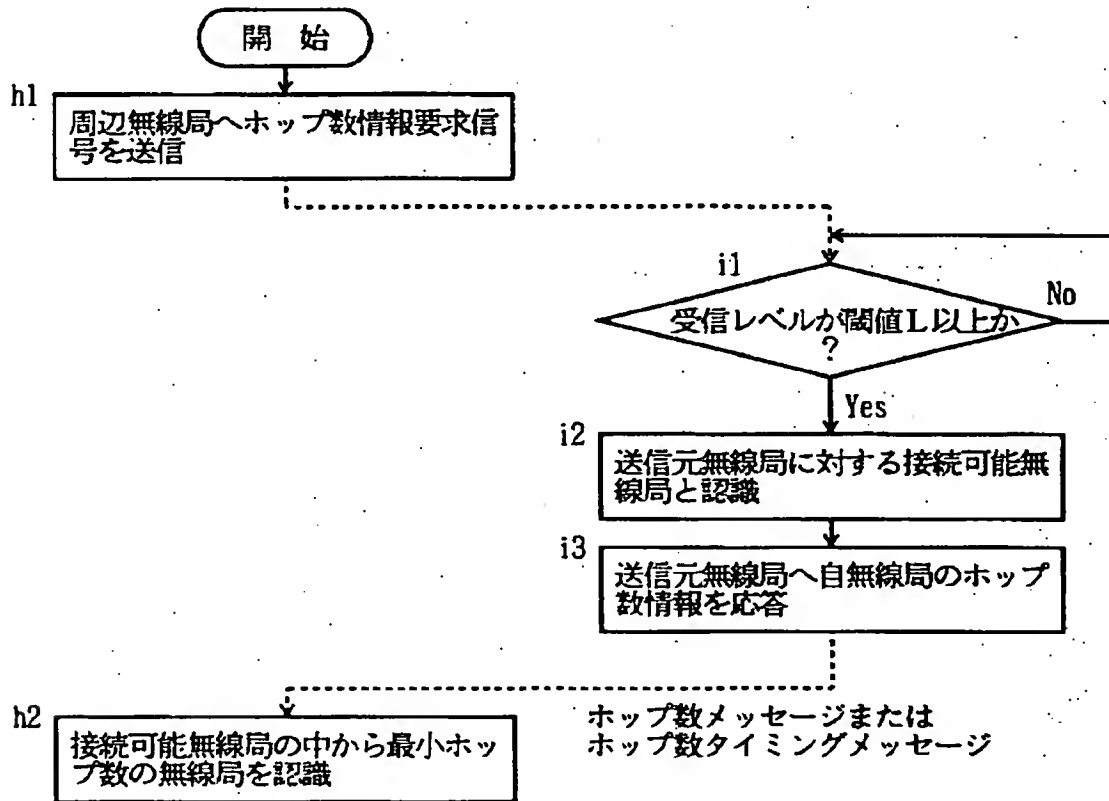 開 始
h1
周辺無線局へホップ数情報要求信
号を送信
i1
受信レベルが閾値L以上か
?
No
Yes
i2
送信元無線局に対する接続可能無
線局と認識
i3
送信元無線局へ自無線局のホップ
数情報を応答
h2
接続可能無線局の中から最小ホッ
プ数の無線局を認識
ホップ数メッセージまたは
ホップ数タイミングメッセージ